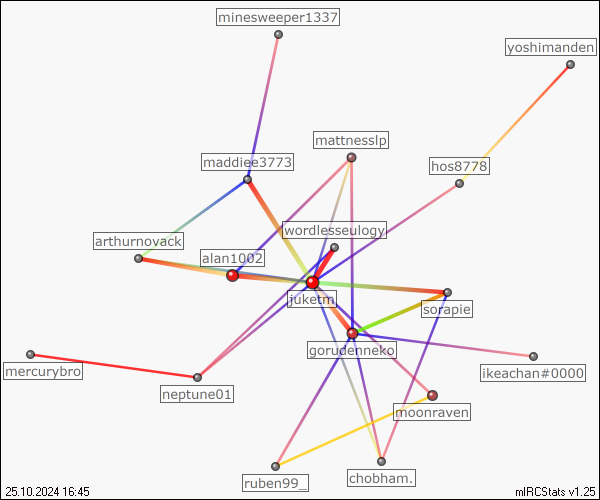 minesweeper1337
yoshimanden
mattnesslp
maddiee3773
hos8778
wordlesseulogy
arthurnovack
alan1002
juketm
sorapie
gorudenneko
mercurybro
ikeachan#0000
neptune01
moonraven
chobham.
ruben99_
25.10.2024 16:45
mIRCStats v1.25